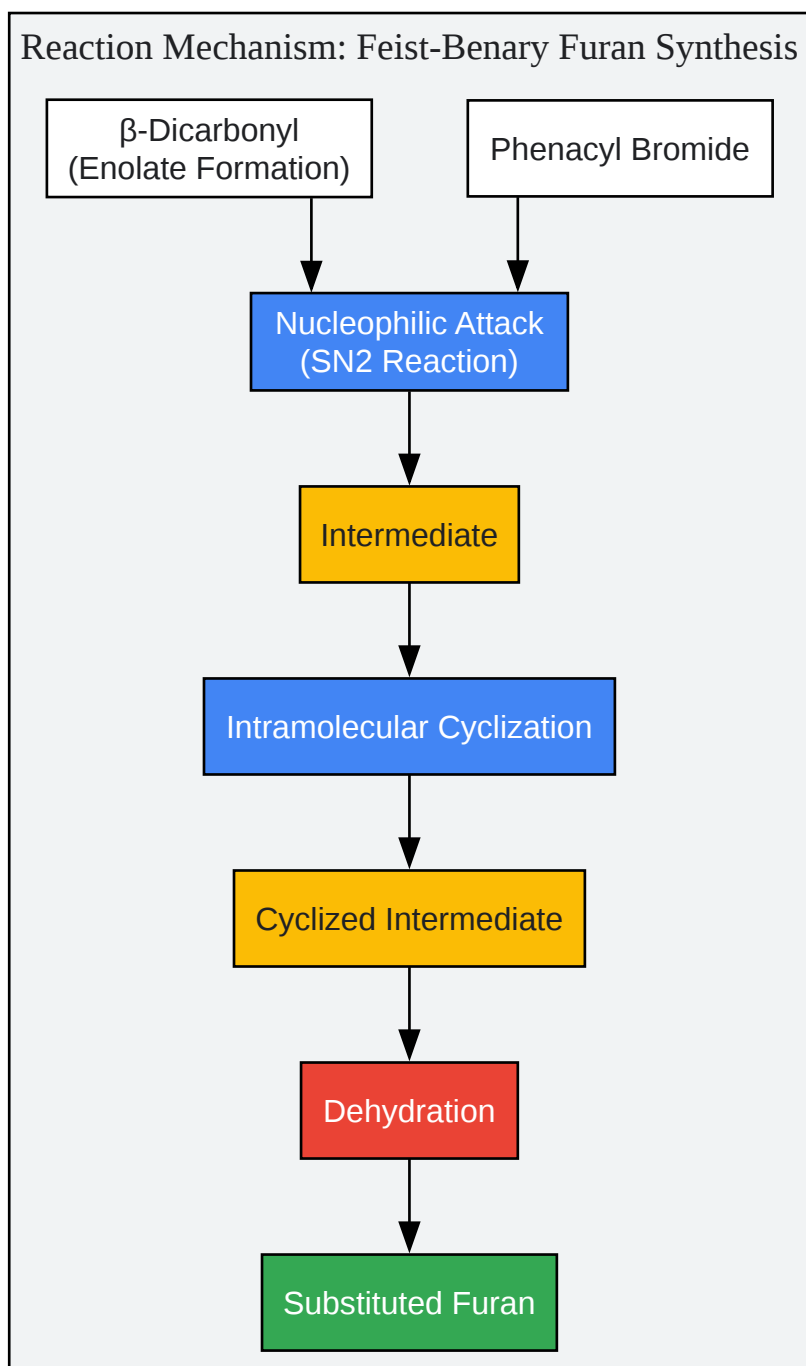 Reaction Mechanism: Feist-Benary Furan Synthesis
β-Dicarbonyl
(Enolate Formation)
Phenacyl Bromide
Nucleophilic Attack
(SN2 Reaction)
Intermediate
Intramolecular Cyclization
Cyclized Intermediate
Dehydration
Substituted Furan